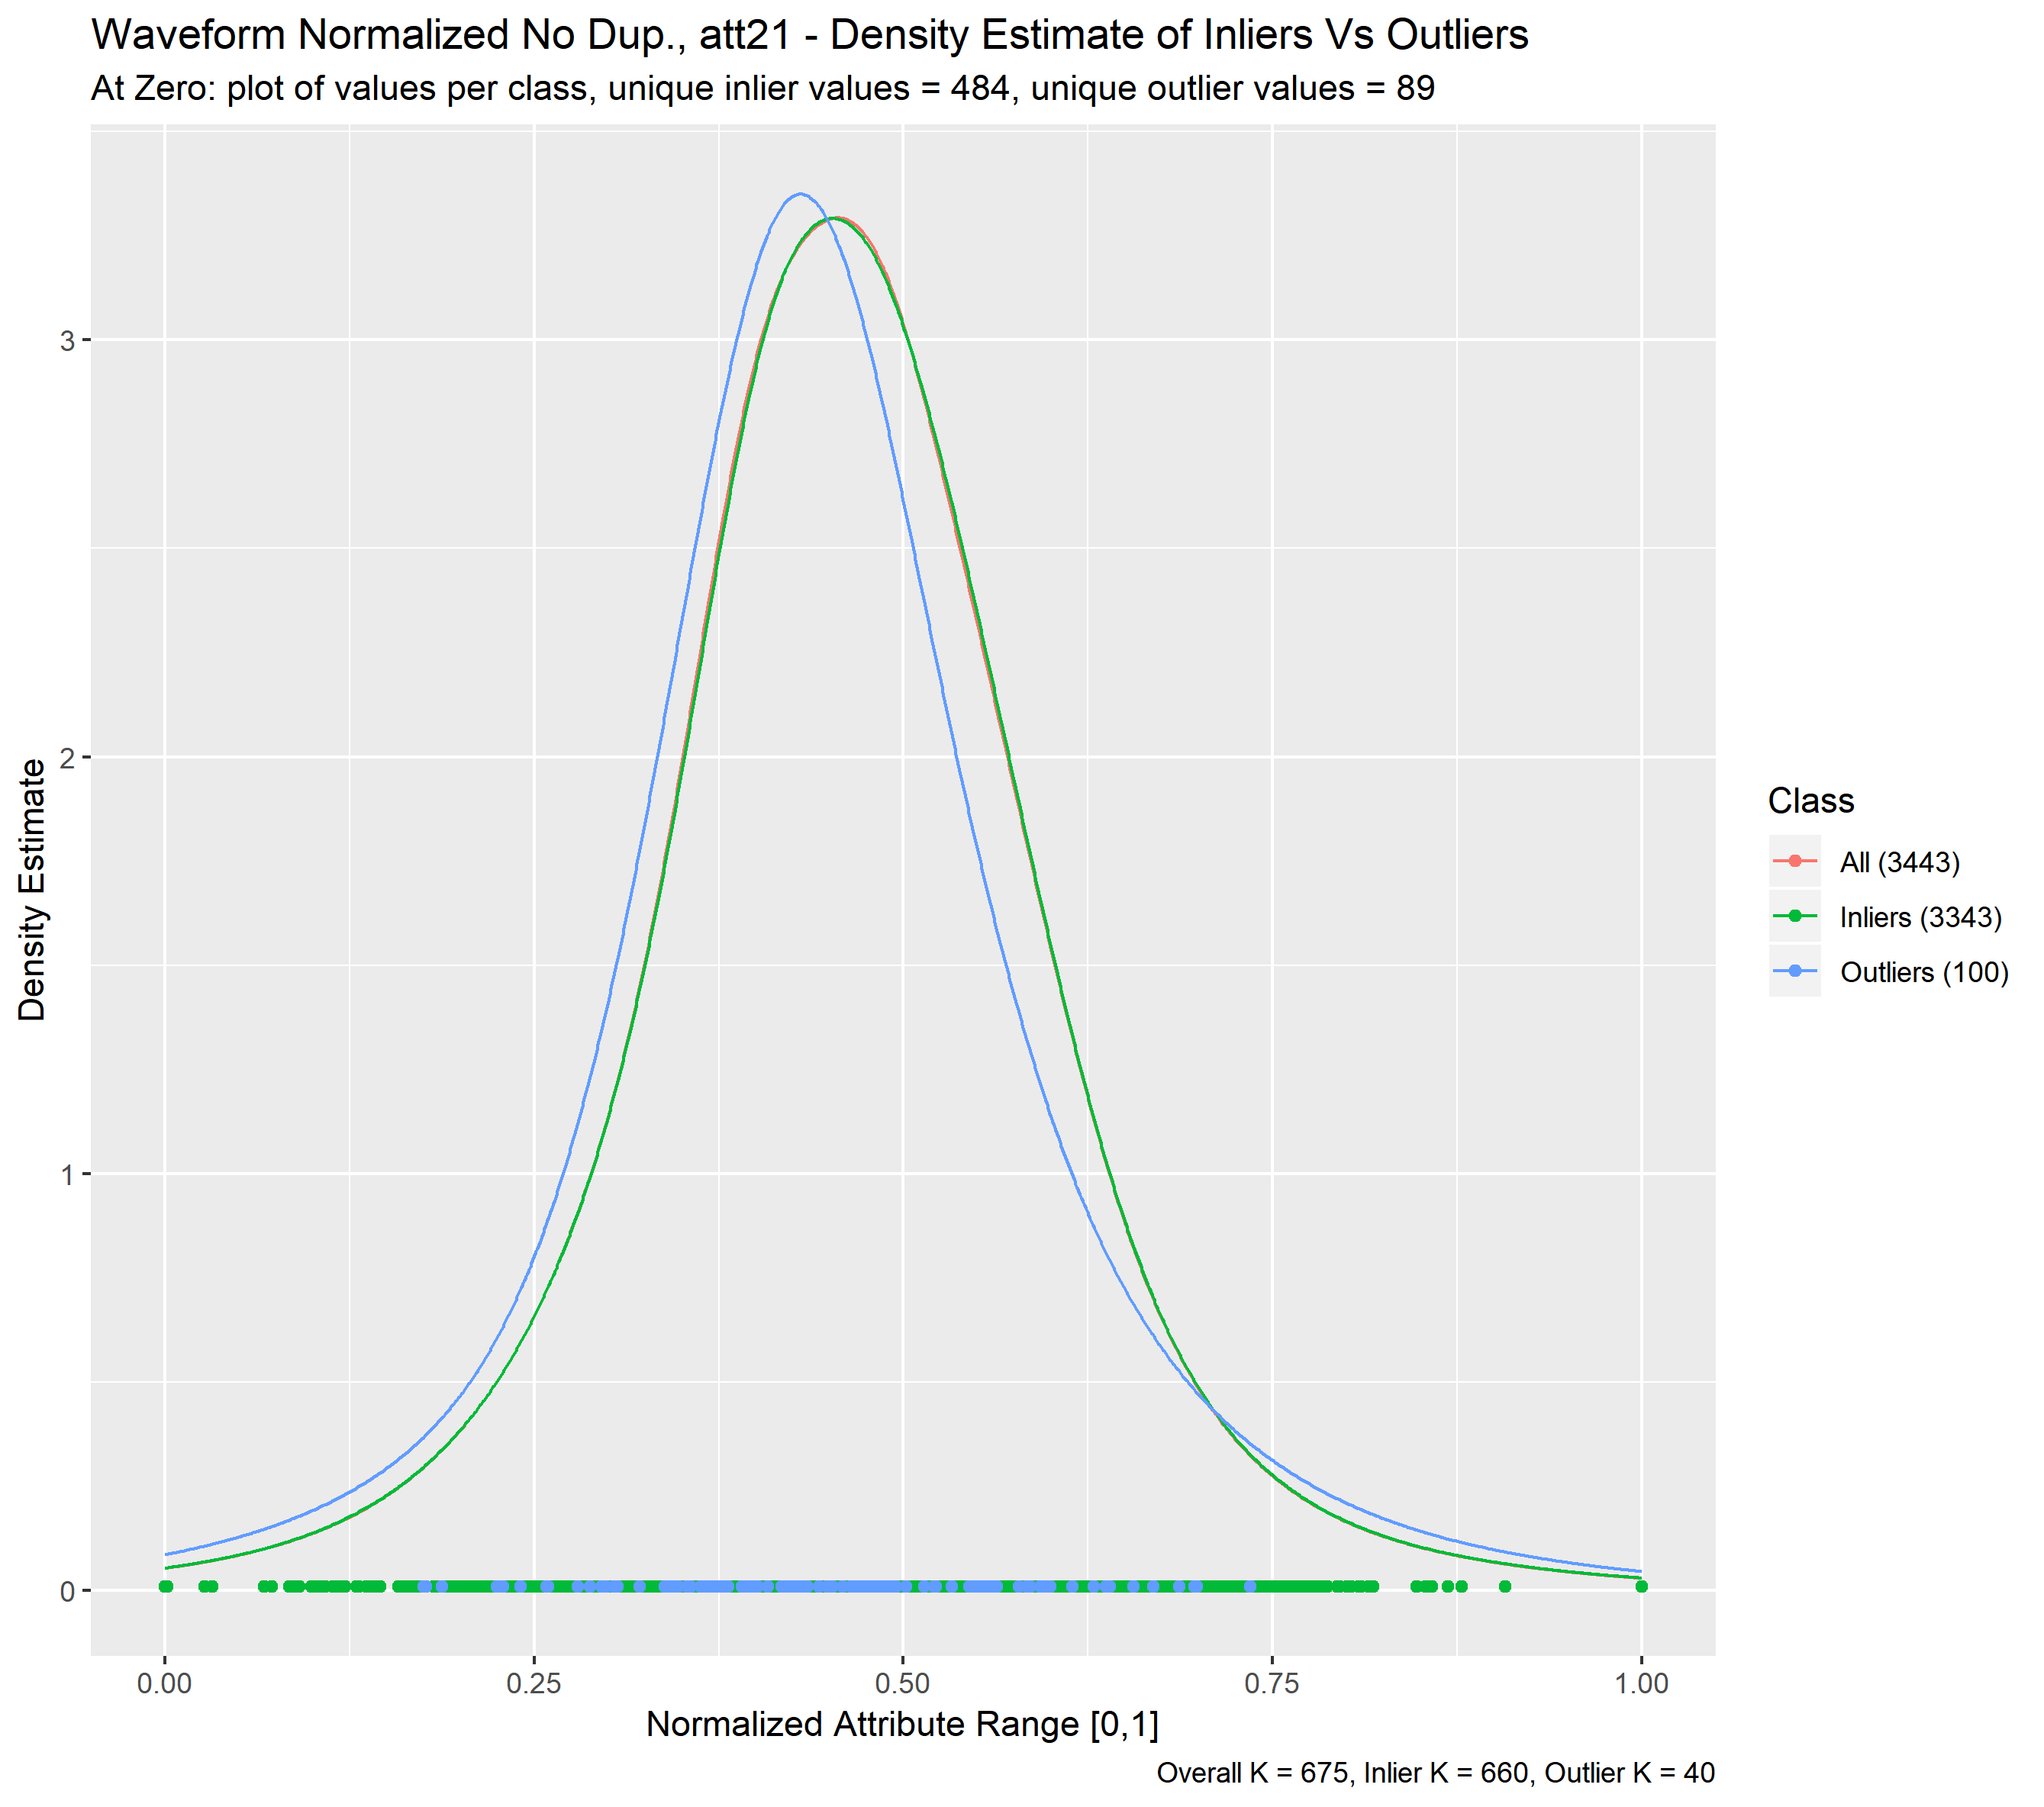 Waveform Normalized No Dup., att21 - Density Estimate of Inliers Vs Outliers
At Zero: plot of values per class, unique inlier values = 484, unique outlier values = 89
Density Estimate
3
2
1
0
0.00
0.25
0.50
0.75
1.00
Normalized Attribute Range [0,1]
Overall K = 675, Inlier K = 660, Outlier K = 40
Class
All (3443)
Inliers (3343)
Outliers (100)